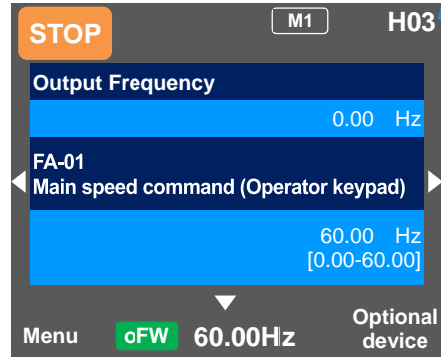 STOP M1 H03
Output Frequency
0.00 Hz
FA-01
Main speed command (Operator keypad)
60.00 Hz
[0.00-60.00]
Menu oFW 60.00Hz Optional
device